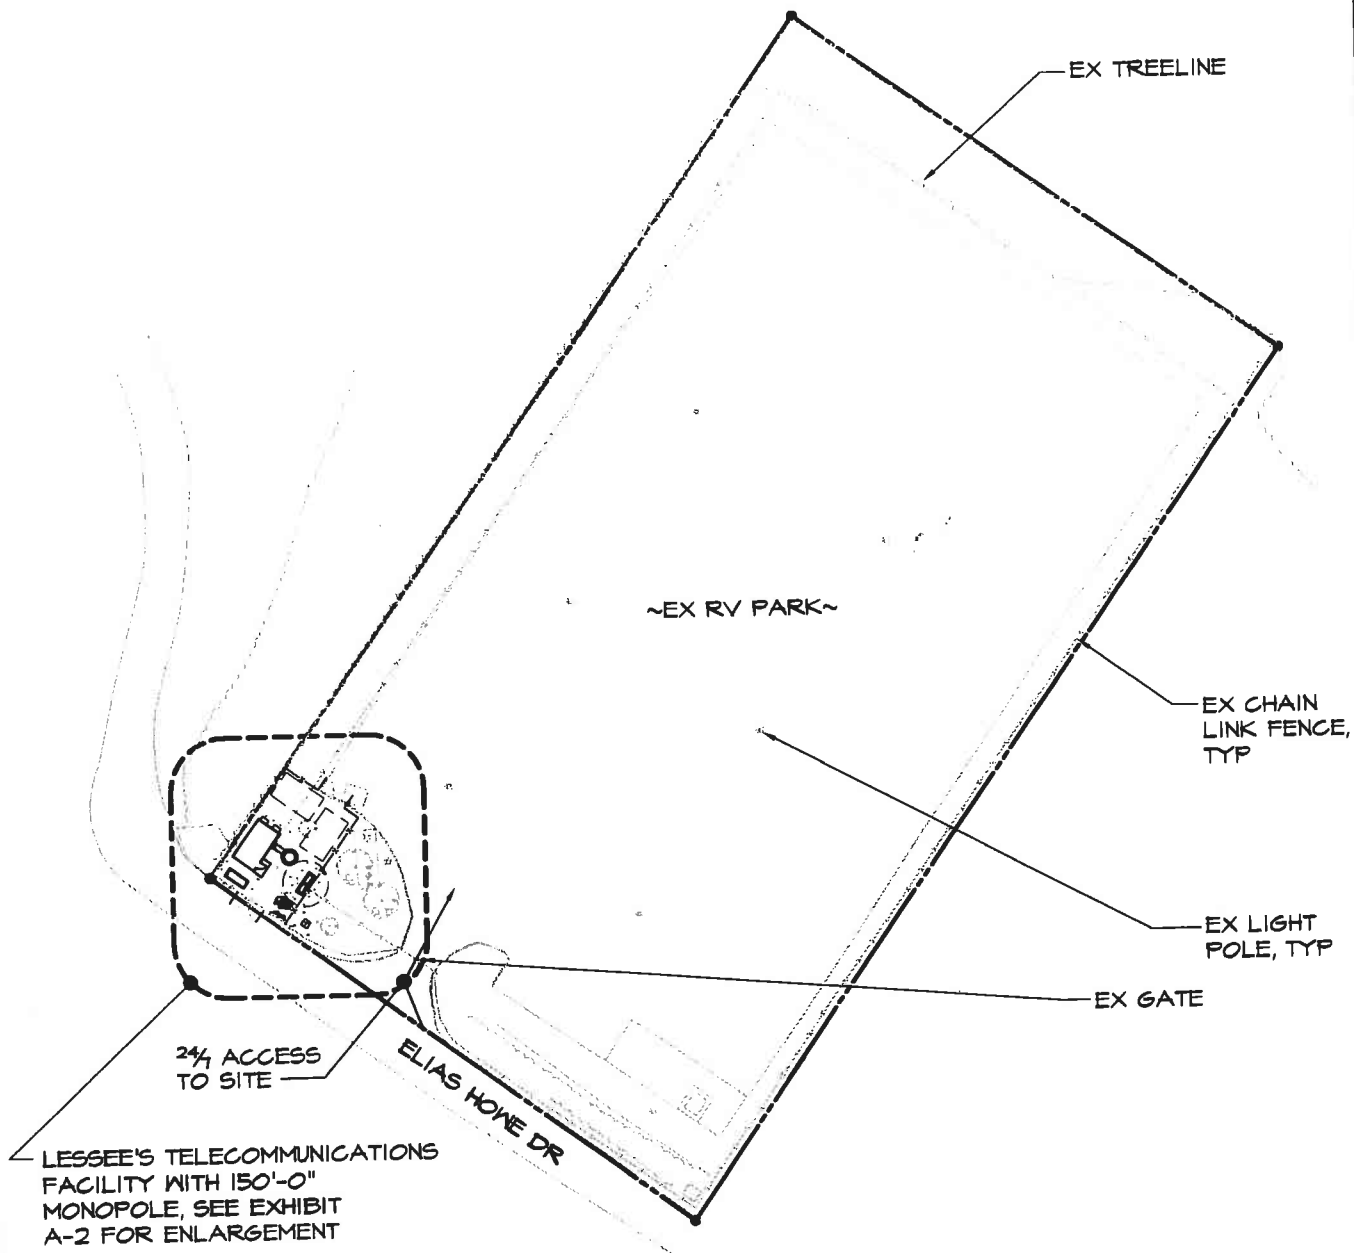 EX TREELINE
~EX RV PARK~
EX CHAIN
LINK FENCE,
TYP
EX LIGHT
POLE, TYP
EX GATE
24/7 ACCESS
TO SITE
ELIAS HOWE DR
LESSEE'S TELECOMMUNICATIONS
FACILITY WITH 150'-0"
MONOPOLE, SEE EXHIBIT
A-2 FOR ENLARGEMENT